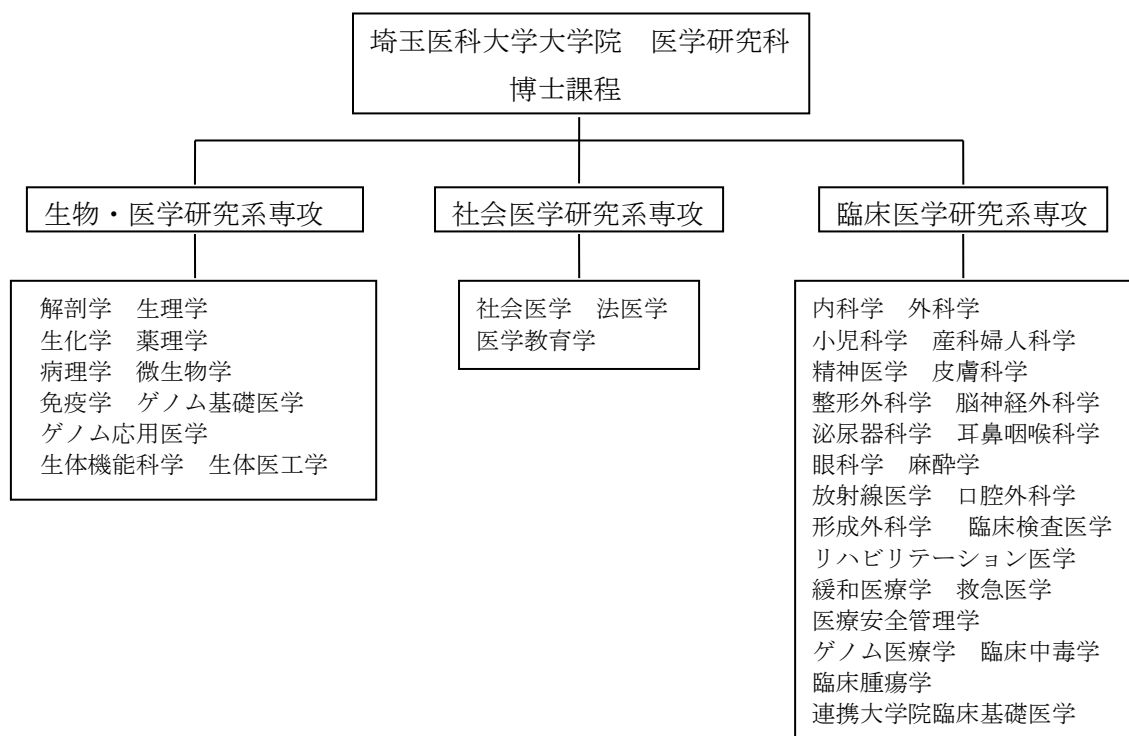 埼玉医科大学大学院　医学研究科
博士課程
生物・医学研究系専攻
社会医学研究系専攻
臨床医学研究系専攻
解剖学　生理学
生化学　薬理学
病理学　微生物学
免疫学　ゲノム基礎医学
ゲノム応用医学
生体機能科学　生体医工学
社会医学　法医学
医学教育学
内科学　外科学
小児科学　産科婦人科学
精神医学　皮膚科学
整形外科学　脳神経外科学
泌尿器科学　耳鼻咽喉科学
眼科学　麻酔学
放射線医学　口腔外科学
形成外科学　臨床検査医学
リハビリテーション医学
緩和医療学　救急医学
医療安全管理学
ゲノム医療学　臨床中毒学
臨床腫瘍学
連携大学院臨床基礎医学